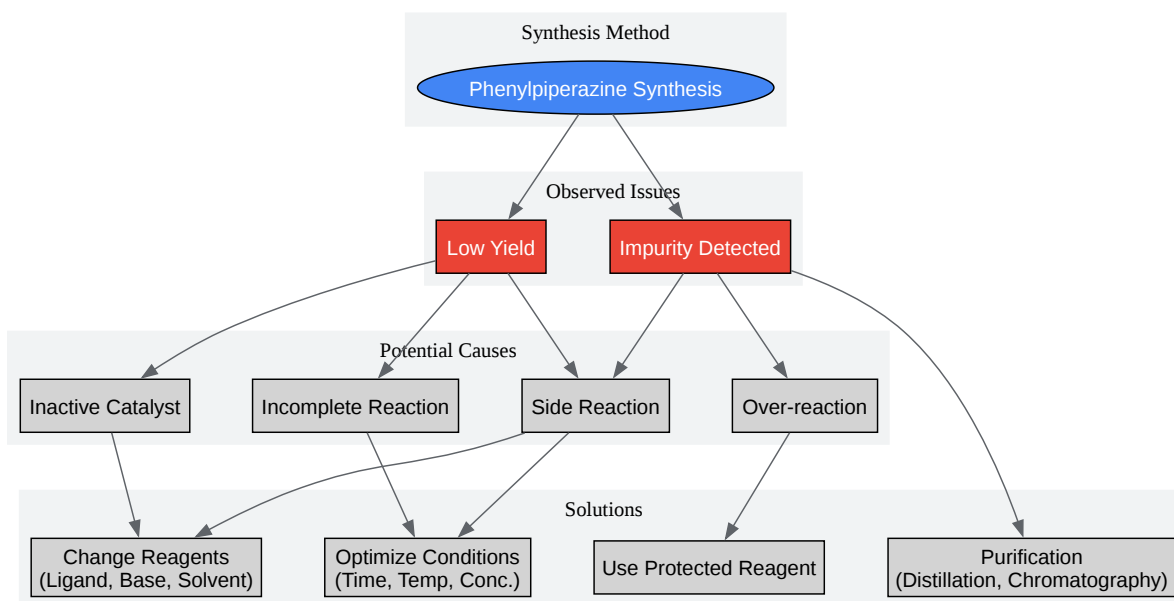 Synthesis Method
Phenylpiperazine Synthesis
Observed Issues
Low Yield
Impurity Detected
Potential Causes
Inactive Catalyst
Incomplete Reaction
Side Reaction
Over-reaction
Solutions
Change Reagents
(Ligand, Base, Solvent)
Optimize Conditions
(Time, Temp, Conc.)
Use Protected Reagent
Purification
(Distillation, Chromatography)